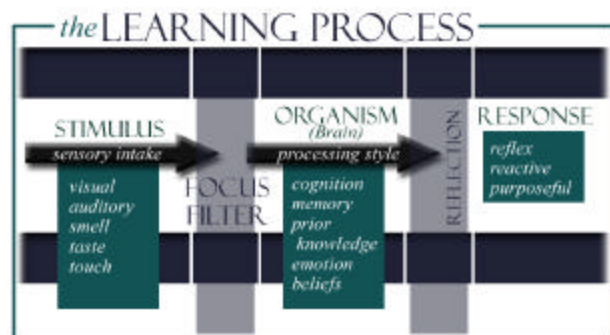 the LEARNING PROCESS
STIMULUS
sensory intake
visual
auditory
smell
taste
touch
FOCUS
FILTER
ORGANISM
(Brain)
processing style
cognition
memory
prior
knowledge
emotion
beliefs
REFLECTION
RESPONSE
reflex
reactive
purposeful